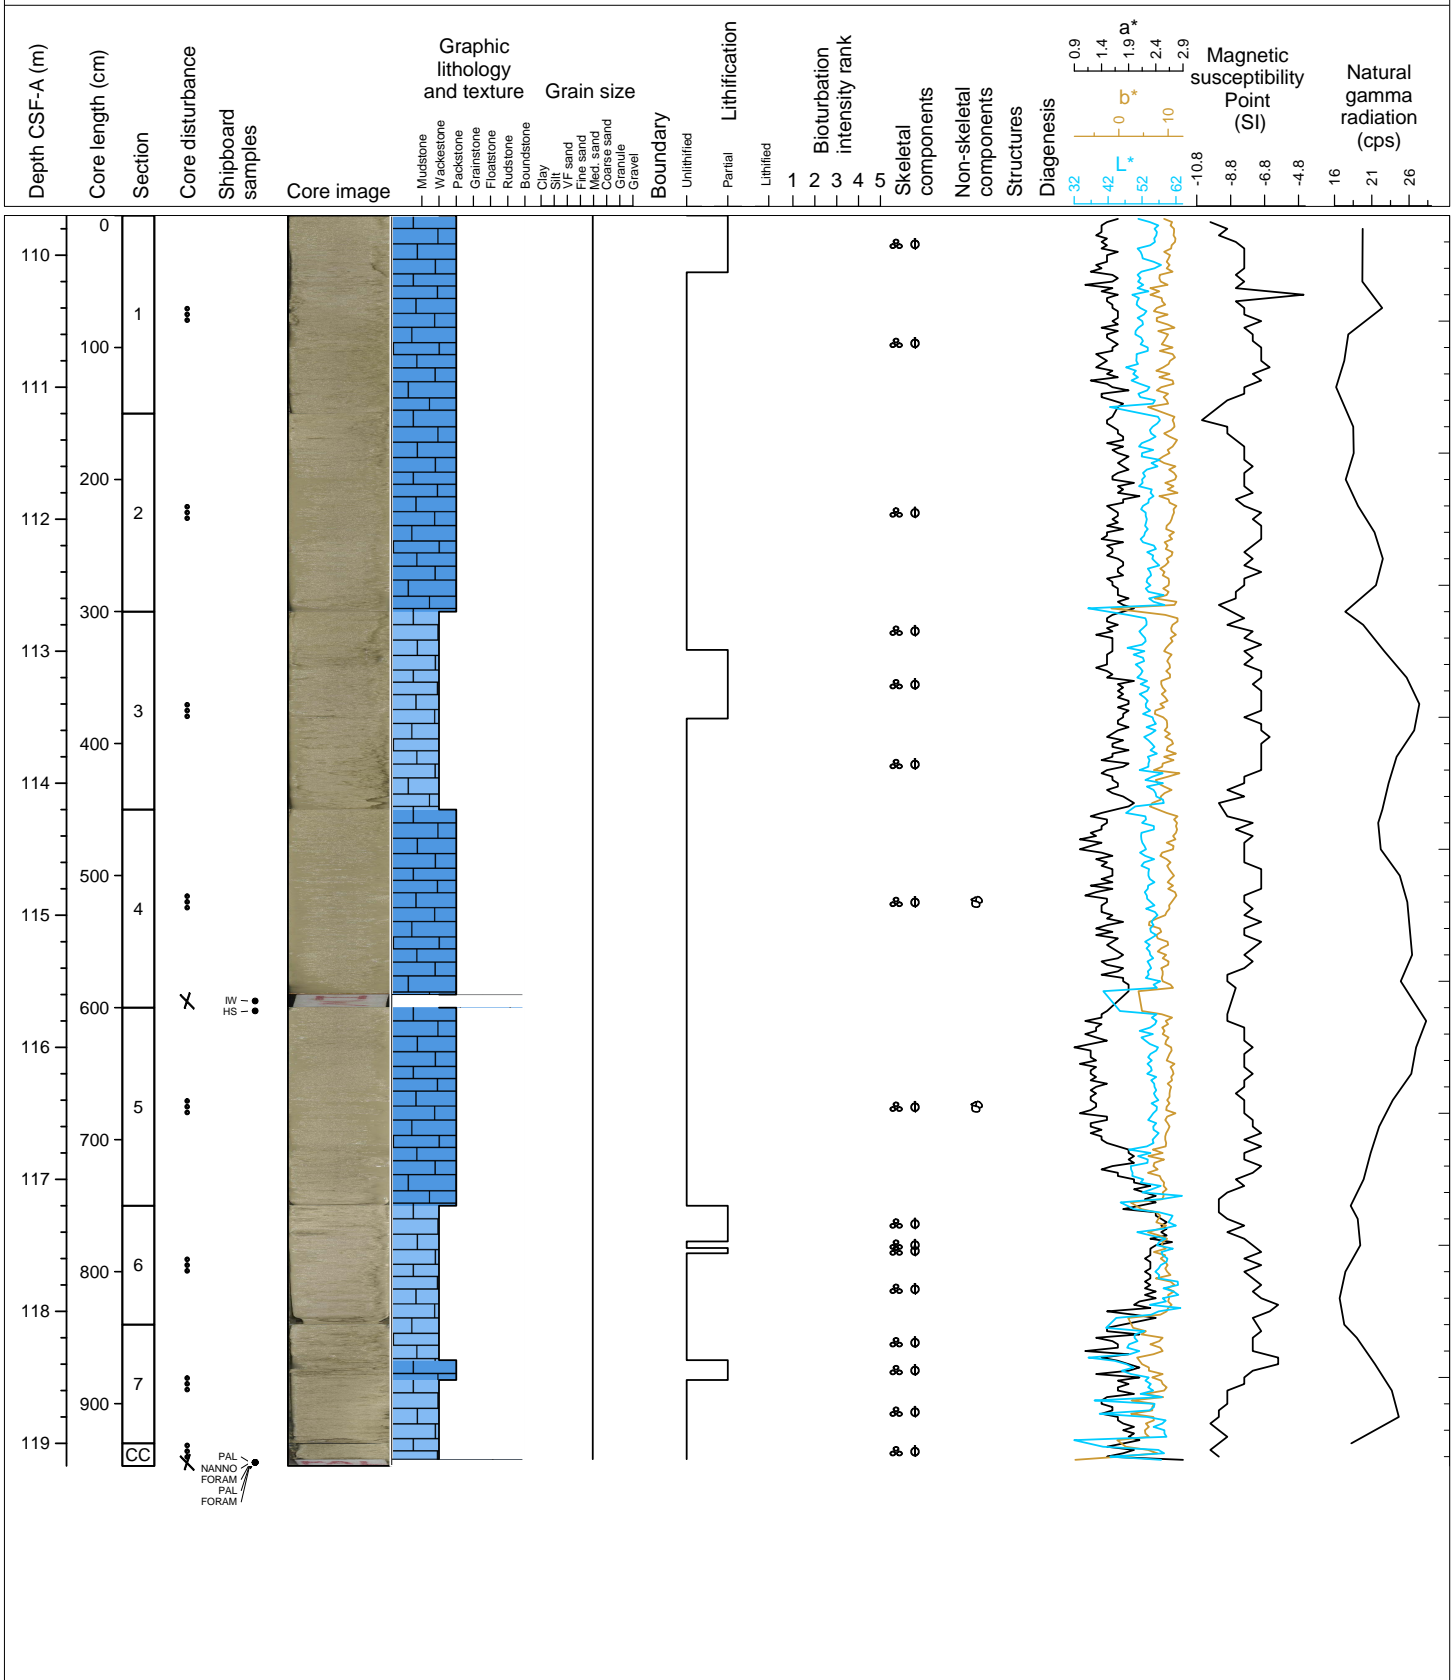 Depth CSF-A (m)
Core length (cm)
Section
Core disturbance
Shipboard
samples
Core image
Graphic
lithology
and texture
Mudstone
Wackestone
Packstone
Grainstone
Floatstone
Rudstone
Boundstone
Grain size
Clay
Silt
VF sand
Fine sand
Med. sand
Coarse sand
Granule
Gravel
Boundary
Lithification
Unlithified
Partial
Lithified
Bioturbation
intensity rank
1 2 3 4 5
Skeletal
components
Non-skeletal
components
Structures
Diagenesis
a*
0.9 1.4 1.9 2.4 2.9
b*
0 10
L*
32 42 52 62
Magnetic
susceptibility
Point
(SI)
-10.8 -8.8 -6.8 -4.8
Natural
gamma
radiation
(cps)
16 21 26
0
110
1
100
111
200
2
112
300
113
3
400
114
500
4
115
IW
600
HS
116
5
700
117
6
800
118
7
900
119
CC
PAL
NANNO
FORAM
PAL
FORAM